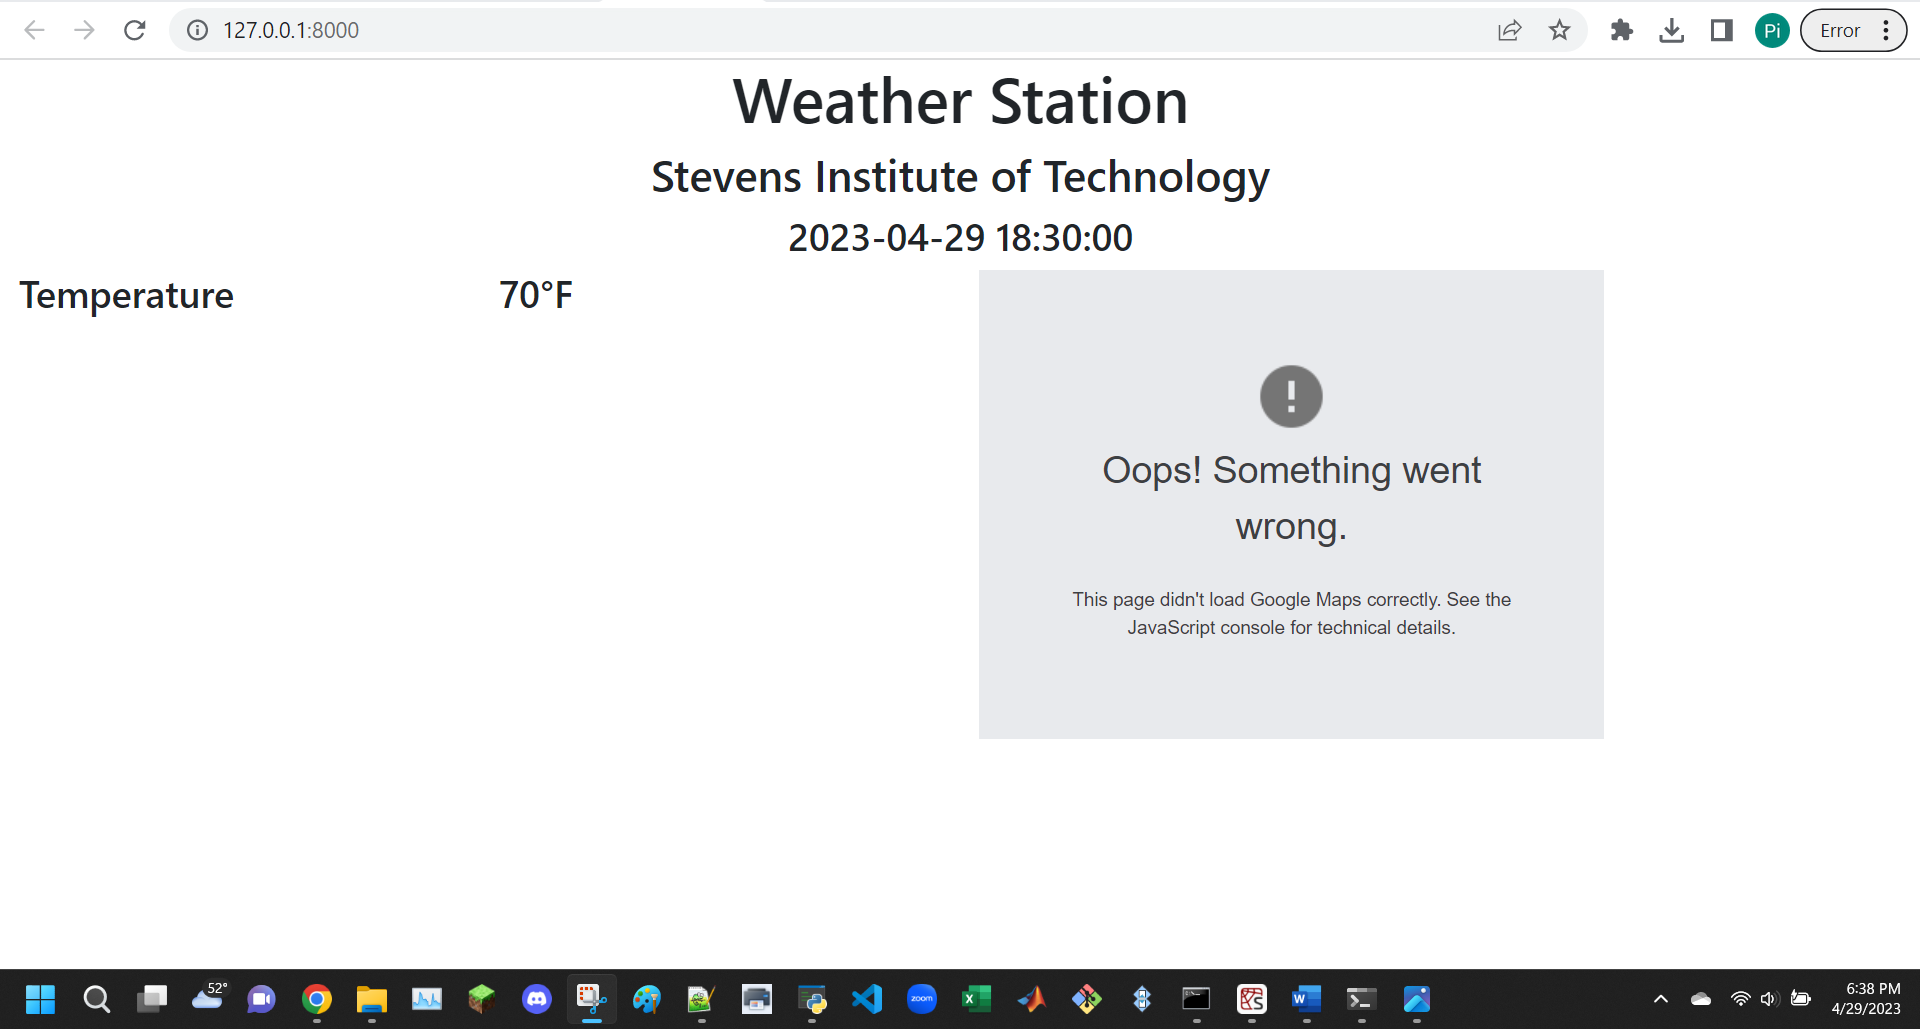 127.0.0.1:8000
Pi
Error
Weather Station
Stevens Institute of Technology
2023-04-29 18:30:00
Temperature 70°F
!
Oops! Something went
wrong.
This page didn't load Google Maps correctly. See the
JavaScript console for technical details.
52°
zoom
6:38 PM
4/29/2023